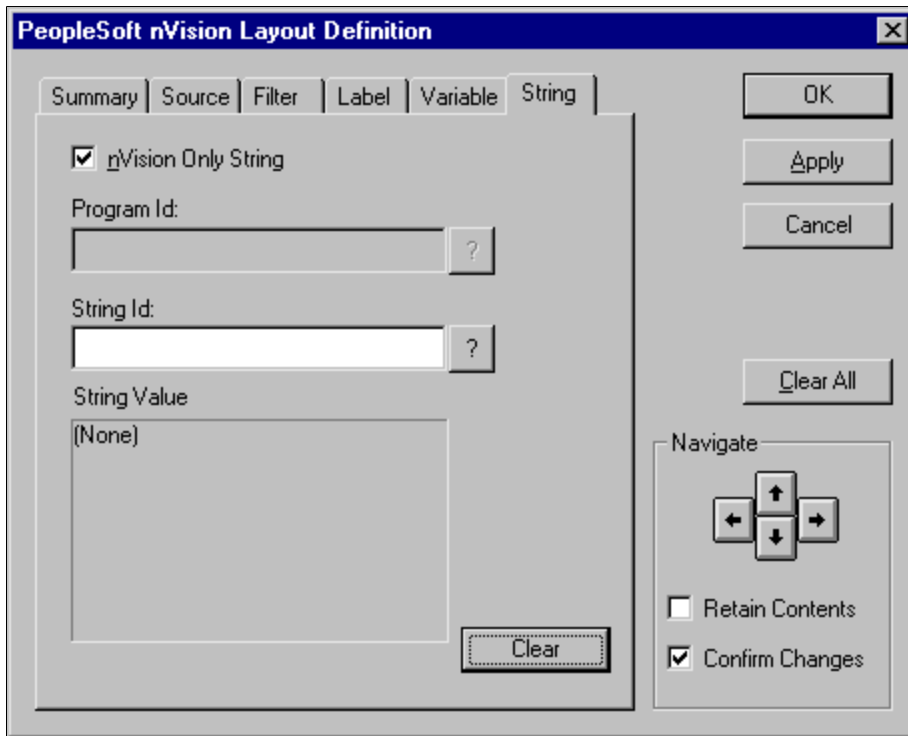 PeopleSoft nVision Layout Definition
Summary Source Filter Label Variable String
nVision Only String
Program Id:
?
String Id:
?
String Value
(None)
Clear
OK
Apply
Cancel
Clear All
Navigate
Retain Contents
Confirm Changes